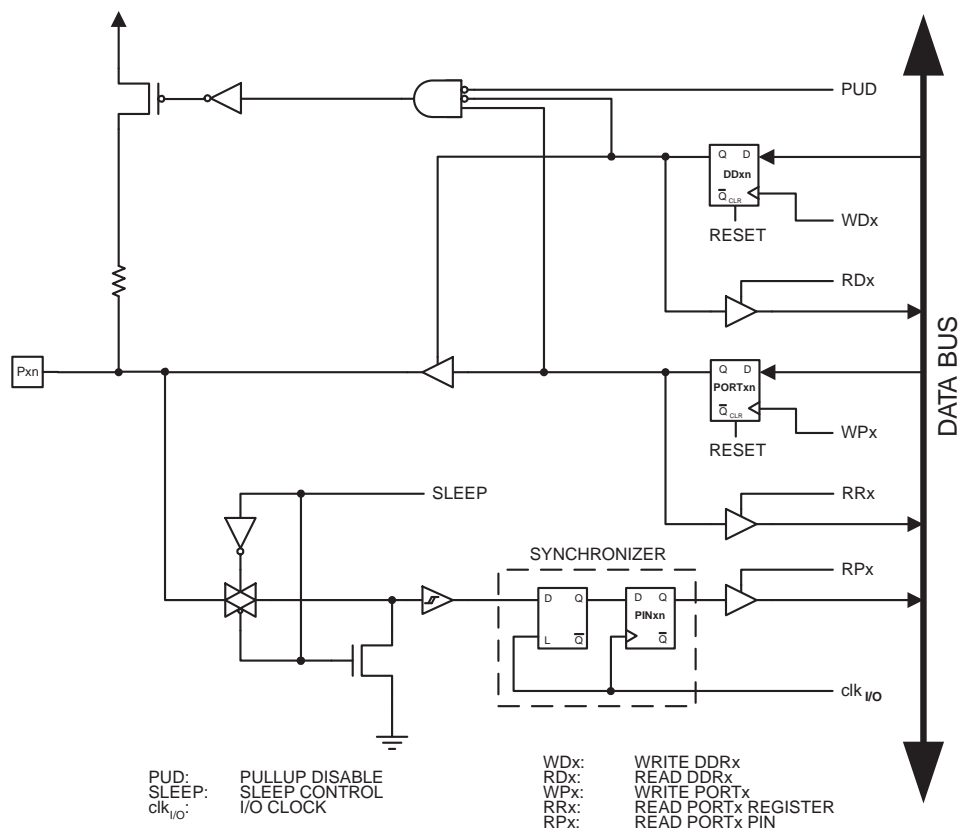 PUD
Q D
DDxn
Q CLR
WDx
RESET
RDx
DATA BUS
Pxn
Q D
PORTxn
Q CLR
WPx
RESET
SLEEP
RRx
SYNCHRONIZER
RPx
D Q
D Q
PINxn
L Q
Q
clk I/O
PUD: PULLUP DISABLE
SLEEP: SLEEP CONTROL
clkI/O: I/O CLOCK
WDx: WRITE DDRx
RDx: READ DDRx
WPx: WRITE PORTx
RRx: READ PORTx REGISTER
RPx: READ PORTx PIN